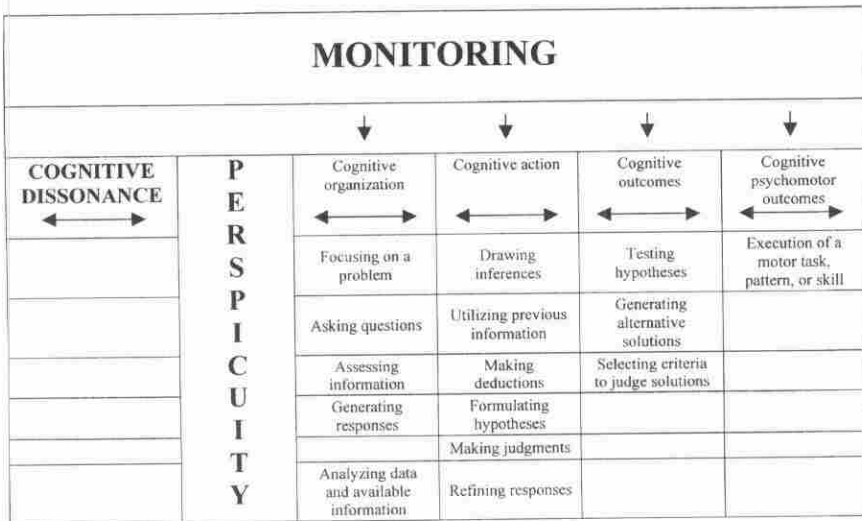 MONITORING
COGNITIVE
DISSONANCE
PERSPICUITY
Cognitive
organization
Cognitive action
Cognitive
outcomes
Cognitive
psychomotor
outcomes
Focusing on a
problem
Drawing
inferences
Testing
hypotheses
Execution of a
motor task,
pattern, or skill
Asking questions
Utilizing previous
information
Generating
alternative
solutions
Assessing
information
Making
deductions
Selecting criteria
to judge solutions
Generating
responses
Formulating
hypotheses
Making judgments
Analyzing data
and available
information
Refining responses